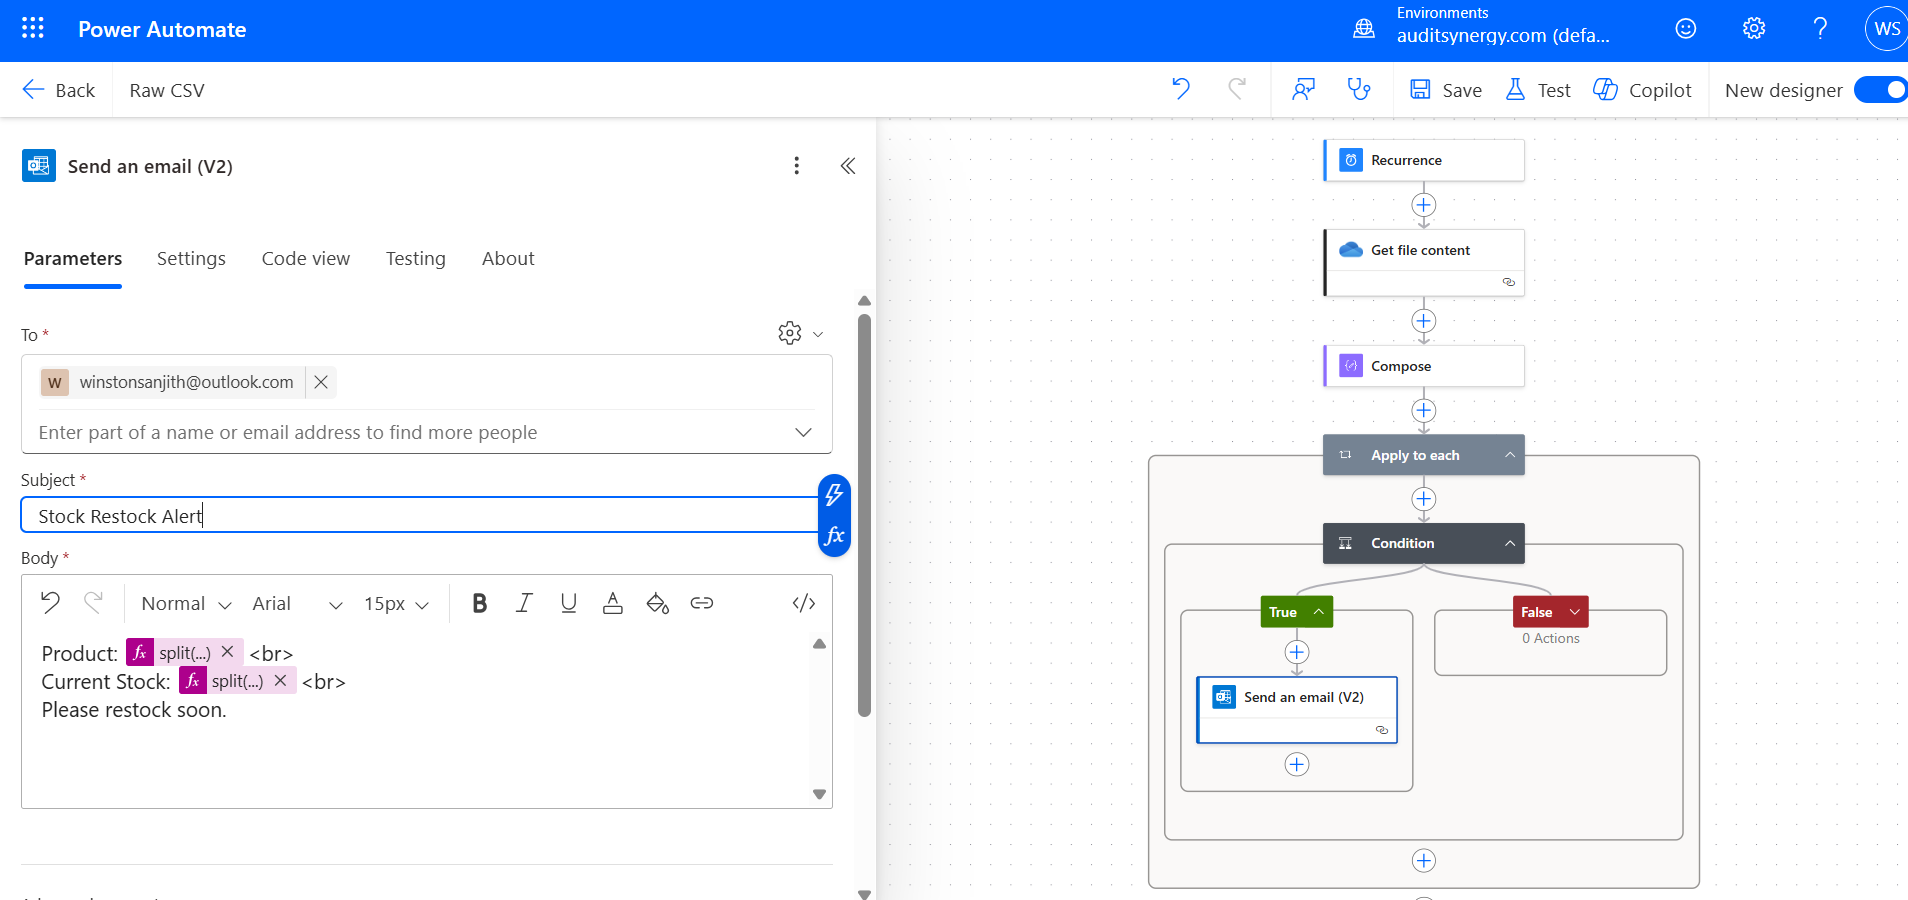 Power Automate
Environments
auditsynergy.com (defa...
WS
Back
Raw CSV
Save
Test
Copilot
New designer
Send an email (V2)
Parameters
Settings
Code view
Testing
About
To *
W
winstonsanjith@outlook.com
Enter part of a name or email address to find more people
Subject *
Stock Restock Alert
fx
Body *
Normal
Arial
15px
B
I
U
A
</>
Product: fx split(...) <br>
Current Stock: fx split(...) <br>
Please restock soon.
Recurrence
Get file content
Compose
Apply to each
Condition
True
False
0 Actions
Send an email (V2)